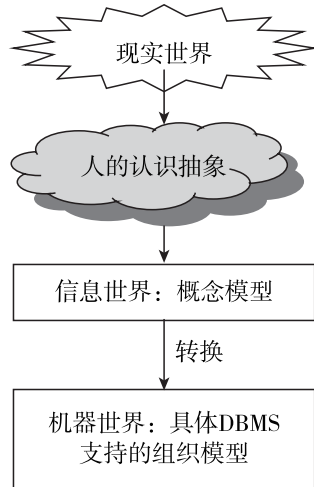 现实世界
人的认识抽象
信息世界：概念模型
转换
机器世界：具体DBMS
支持的组织模型